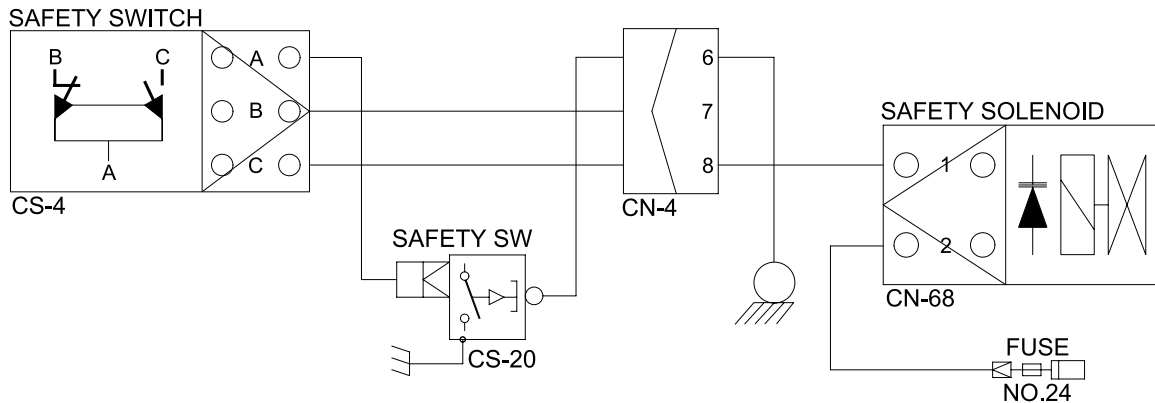 SAFETY SWITCH
B C
A
A
B
C
CS-4
6
7
8
CN-4
SAFETY SW
CS-20
SAFETY SOLENOID
1
2
CN-68
FUSE
NO.24